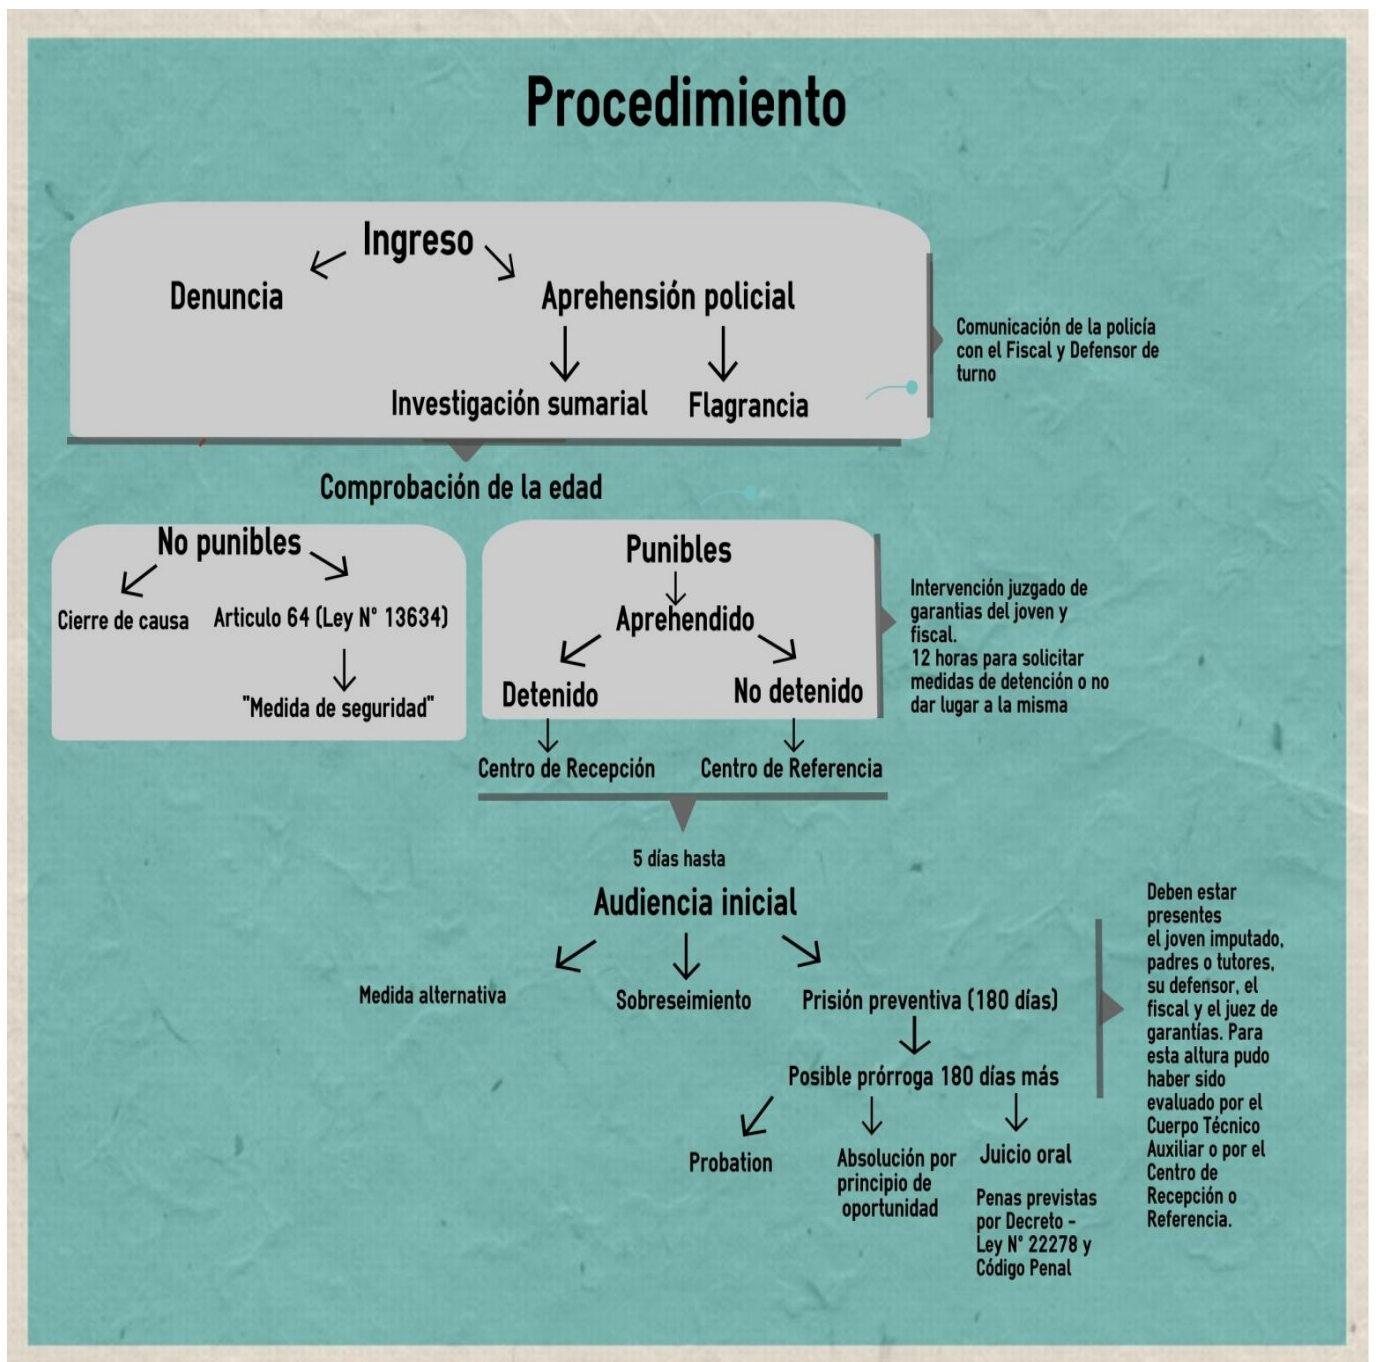 Procedimiento
Ingreso
Denuncia
Aprehensión policial
Investigación sumarial
Flagrancia
Comunicación de la policía
con el Fiscal y Defensor de
turno
Comprobación de la edad
No punibles
Cierre de causa
Articulo 64 (Ley N° 13634)
"Medida de seguridad"
Punibles
Aprehendido
Detenido
No detenido
Intervención juzgado de
garantias del joven y
fiscal.
12 horas para solicitar
medidas de detención o no
dar lugar a la misma
Centro de Recepción
Centro de Referencia
5 días hasta
Audiencia inicial
Medida alternativa
Sobreseimiento
Prisión preventiva (180 días)
Posible prórroga 180 días más
Probation
Absolución por
principio de
oportunidad
Juicio oral
Penas previstas
por Decreto -
Ley N° 22278 y
Código Penal
Deben estar
presentes
el joven imputado,
padres o tutores,
su defensor, el
fiscal y el juez de
garantías. Para
esta altura pudo
haber sido
evaluado por el
Cuerpo Técnico
Auxiliar o por el
Centro de
Recepción o
Referencia.